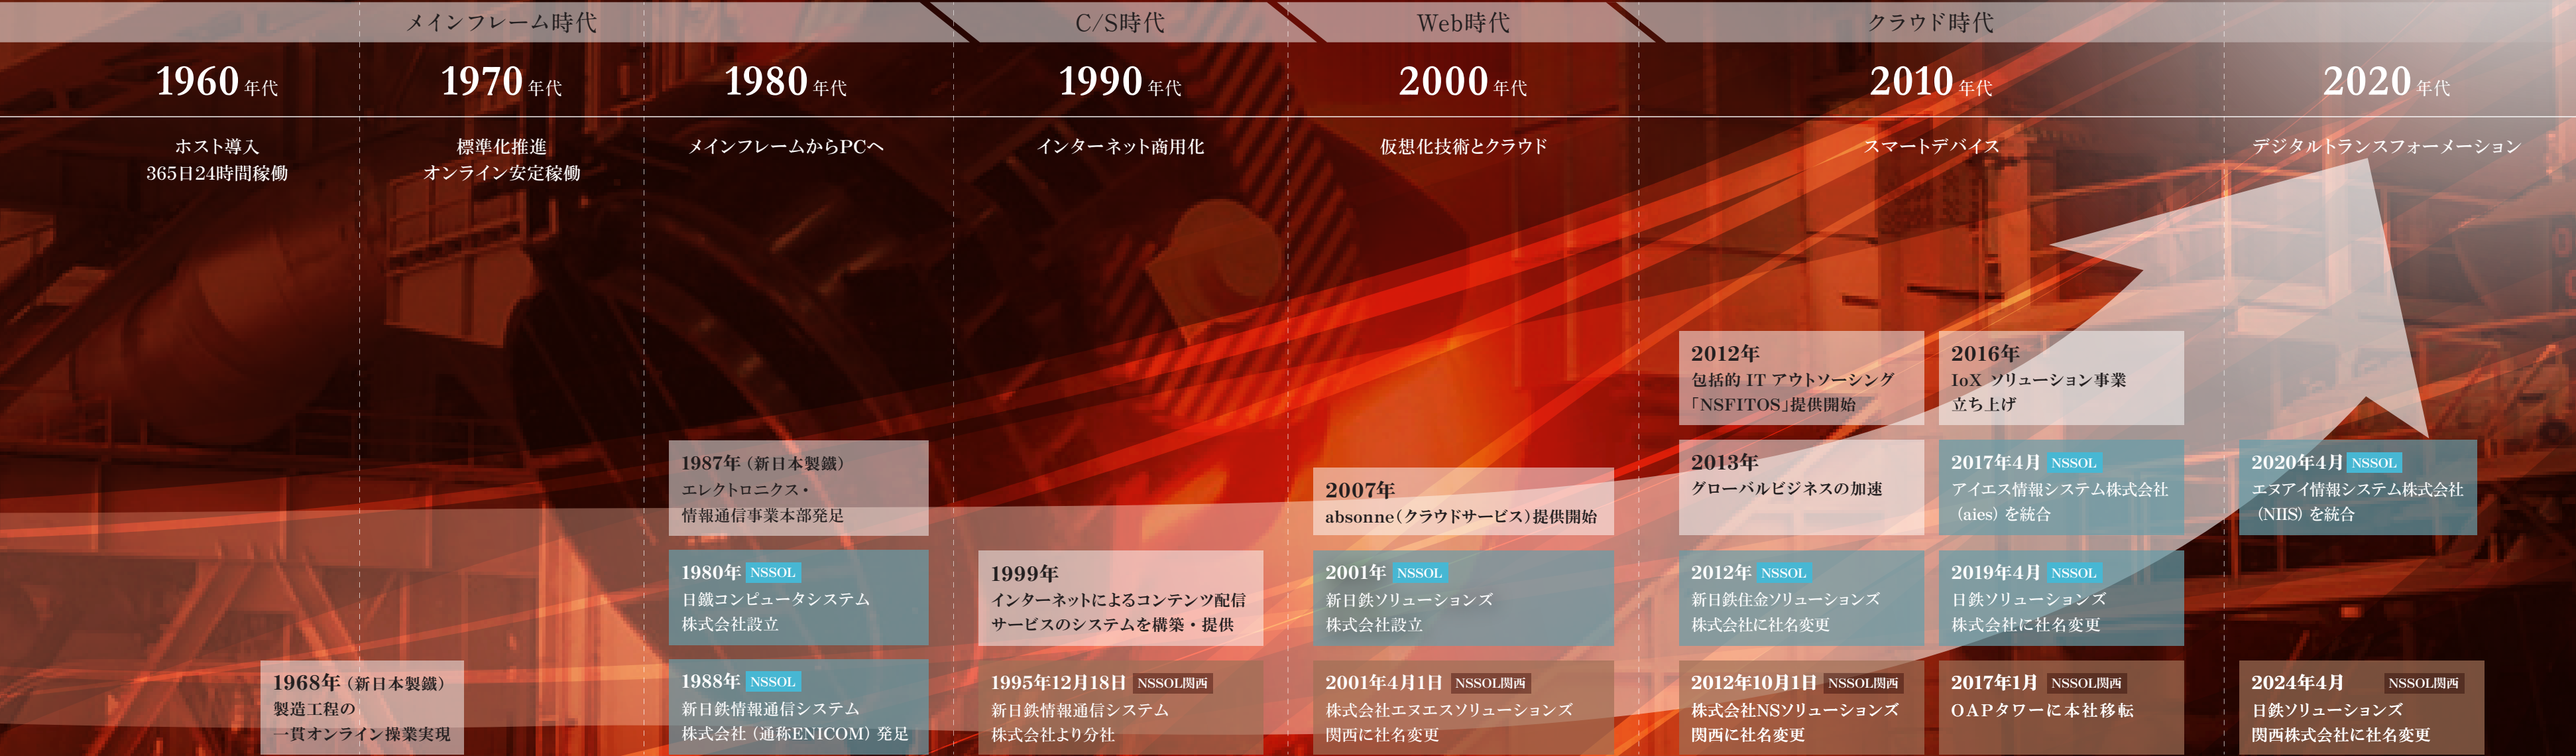 メインフレーム時代
C/S時代
Web時代
クラウド時代
1960年代
1970年代
1980年代
1990年代
2000年代
2010年代
2020年代
ホスト導入
365日24時間稼働
標準化推進
オンライン安定稼働
メインフレームからPCへ
インターネット商用化
仮想化技術とクラウド
スマートデバイス
デジタルトランスフォーメーション
1968年（新日本製鐵）
製造工程の
一貫オンライン操業実現
1987年（新日本製鐵）
エレクトロニクス・
情報通信事業本部発足
1980年 NSSOL
日鐵コンピュータシステム
株式会社設立
1988年 NSSOL
新日鉄情報通信システム
株式会社（通称ENICOM）発足
1999年
インターネットによるコンテンツ配信
サービスのシステムを構築・提供
1995年12月18日 NSSOL関西
新日鉄情報通信システム
株式会社より分社
2007年
absonne（クラウドサービス）提供開始
2001年 NSSOL
新日鉄ソリューションズ
株式会社設立
2001年4月1日 NSSOL関西
株式会社エヌエスソリューションズ
関西に社名変更
2012年
包括的 IT アウトソーシング
「NSFITOS」提供開始
2013年
グローバルビジネスの加速
2012年 NSSOL
新日鉄住金ソリューションズ
株式会社に社名変更
2012年10月1日 NSSOL関西
株式会社NSソリューションズ
関西に社名変更
2016年
IoX ソリューション事業
立ち上げ
2017年4月 NSSOL
アイエス情報システム株式会社
（aies）を統合
2019年4月 NSSOL
日鉄ソリューションズ
株式会社に社名変更
2017年1月 NSSOL関西
OAPタワーに本社移転
2020年4月 NSSOL
エヌアイ情報システム株式会社
（NIIS）を統合
2024年4月 NSSOL関西
日鉄ソリューションズ
関西株式会社に社名変更